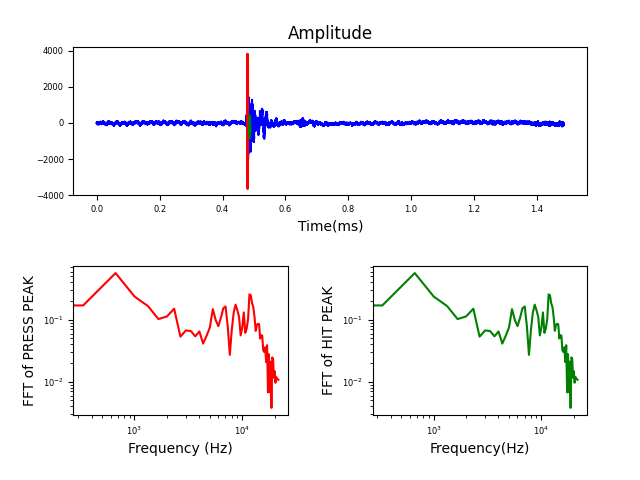 Amplitude
4000
2000
0
−2000
−4000
0.0 0.2 0.4 0.6 0.8 1.0 1.2 1.4
Time(ms)
FFT of PRESS PEAK
10⁻¹
10⁻²
10³ 10⁴
Frequency (Hz)
FFT of HIT PEAK
10⁻¹
10⁻²
10³ 10⁴
Frequency(Hz)